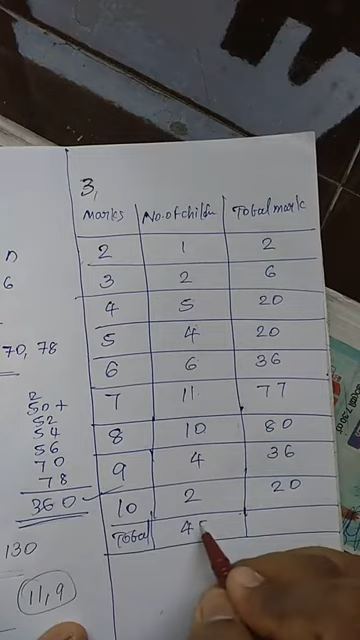 3,
Marks No. of children Total mark
2 1 2
3 2 6
4 5 20
5 4 20
6 6 36
7 11 77
8 10 80
9 4 36
10 2 20
Total 45
n
6
70, 78
2
50 +
52
54
56
70
78
360
130
11,9